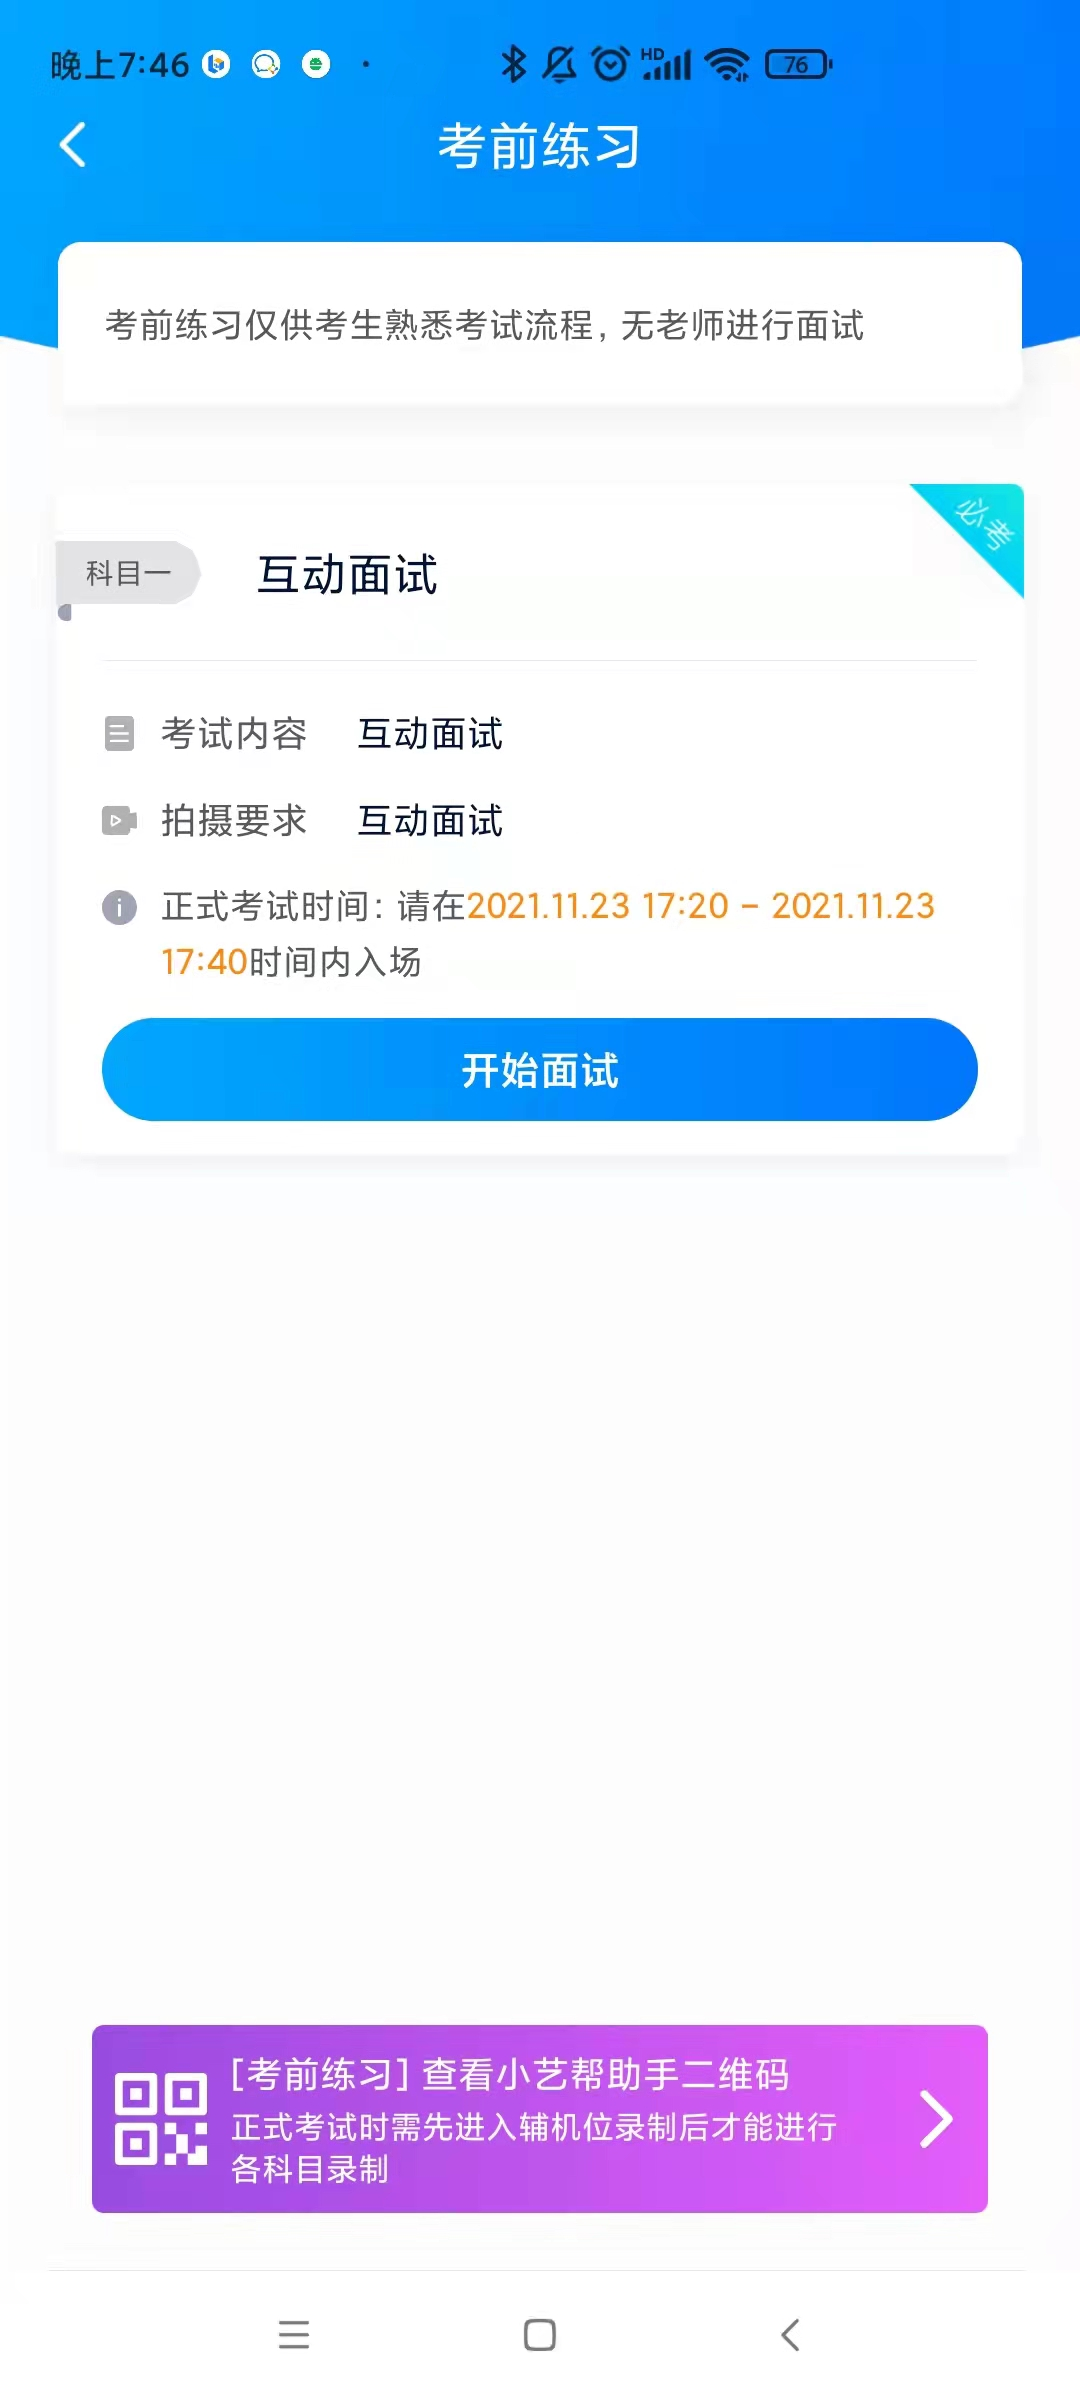 晚上7:46 HD 76
考前练习
考前练习仅供考生熟悉考试流程，无老师进行面试
必考
科目一 互动面试
考试内容 互动面试
拍摄要求 互动面试
正式考试时间：请在2021.11.23 17:20 - 2021.11.23
17:40时间内入场
开始面试
[考前练习] 查看小艺帮助手二维码
正式考试时需先进入辅机位录制后才能进行
各科目录制